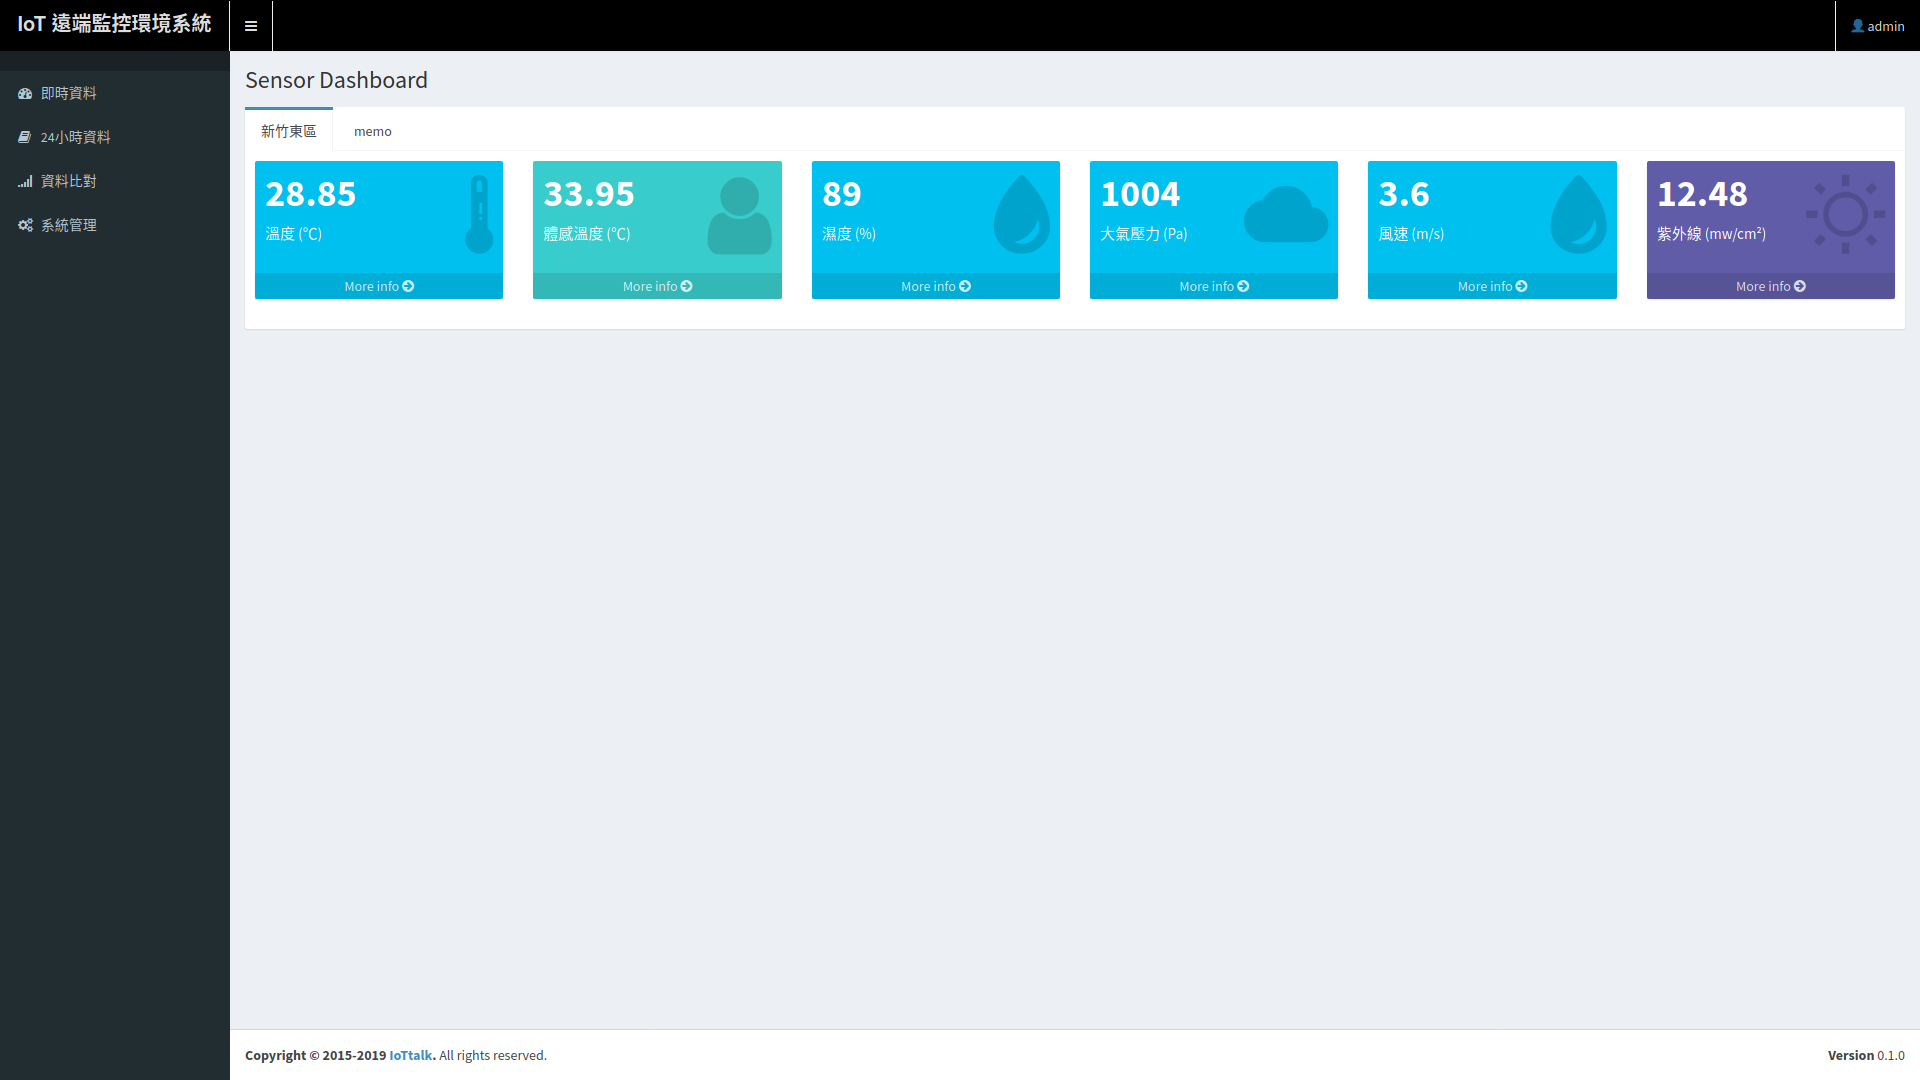 IoT 遠端監控環境系統
admin
即時資料
24小時資料
資料比對
系統管理
Sensor Dashboard
新竹東區 memo
28.85
溫度 (°C)
More info
33.95
體感溫度 (°C)
More info
89
濕度 (%)
More info
1004
大氣壓力 (Pa)
More info
3.6
風速 (m/s)
More info
12.48
紫外線 (mw/cm²)
More info
Copyright © 2015-2019 IoTtalk. All rights reserved.
Version 0.1.0